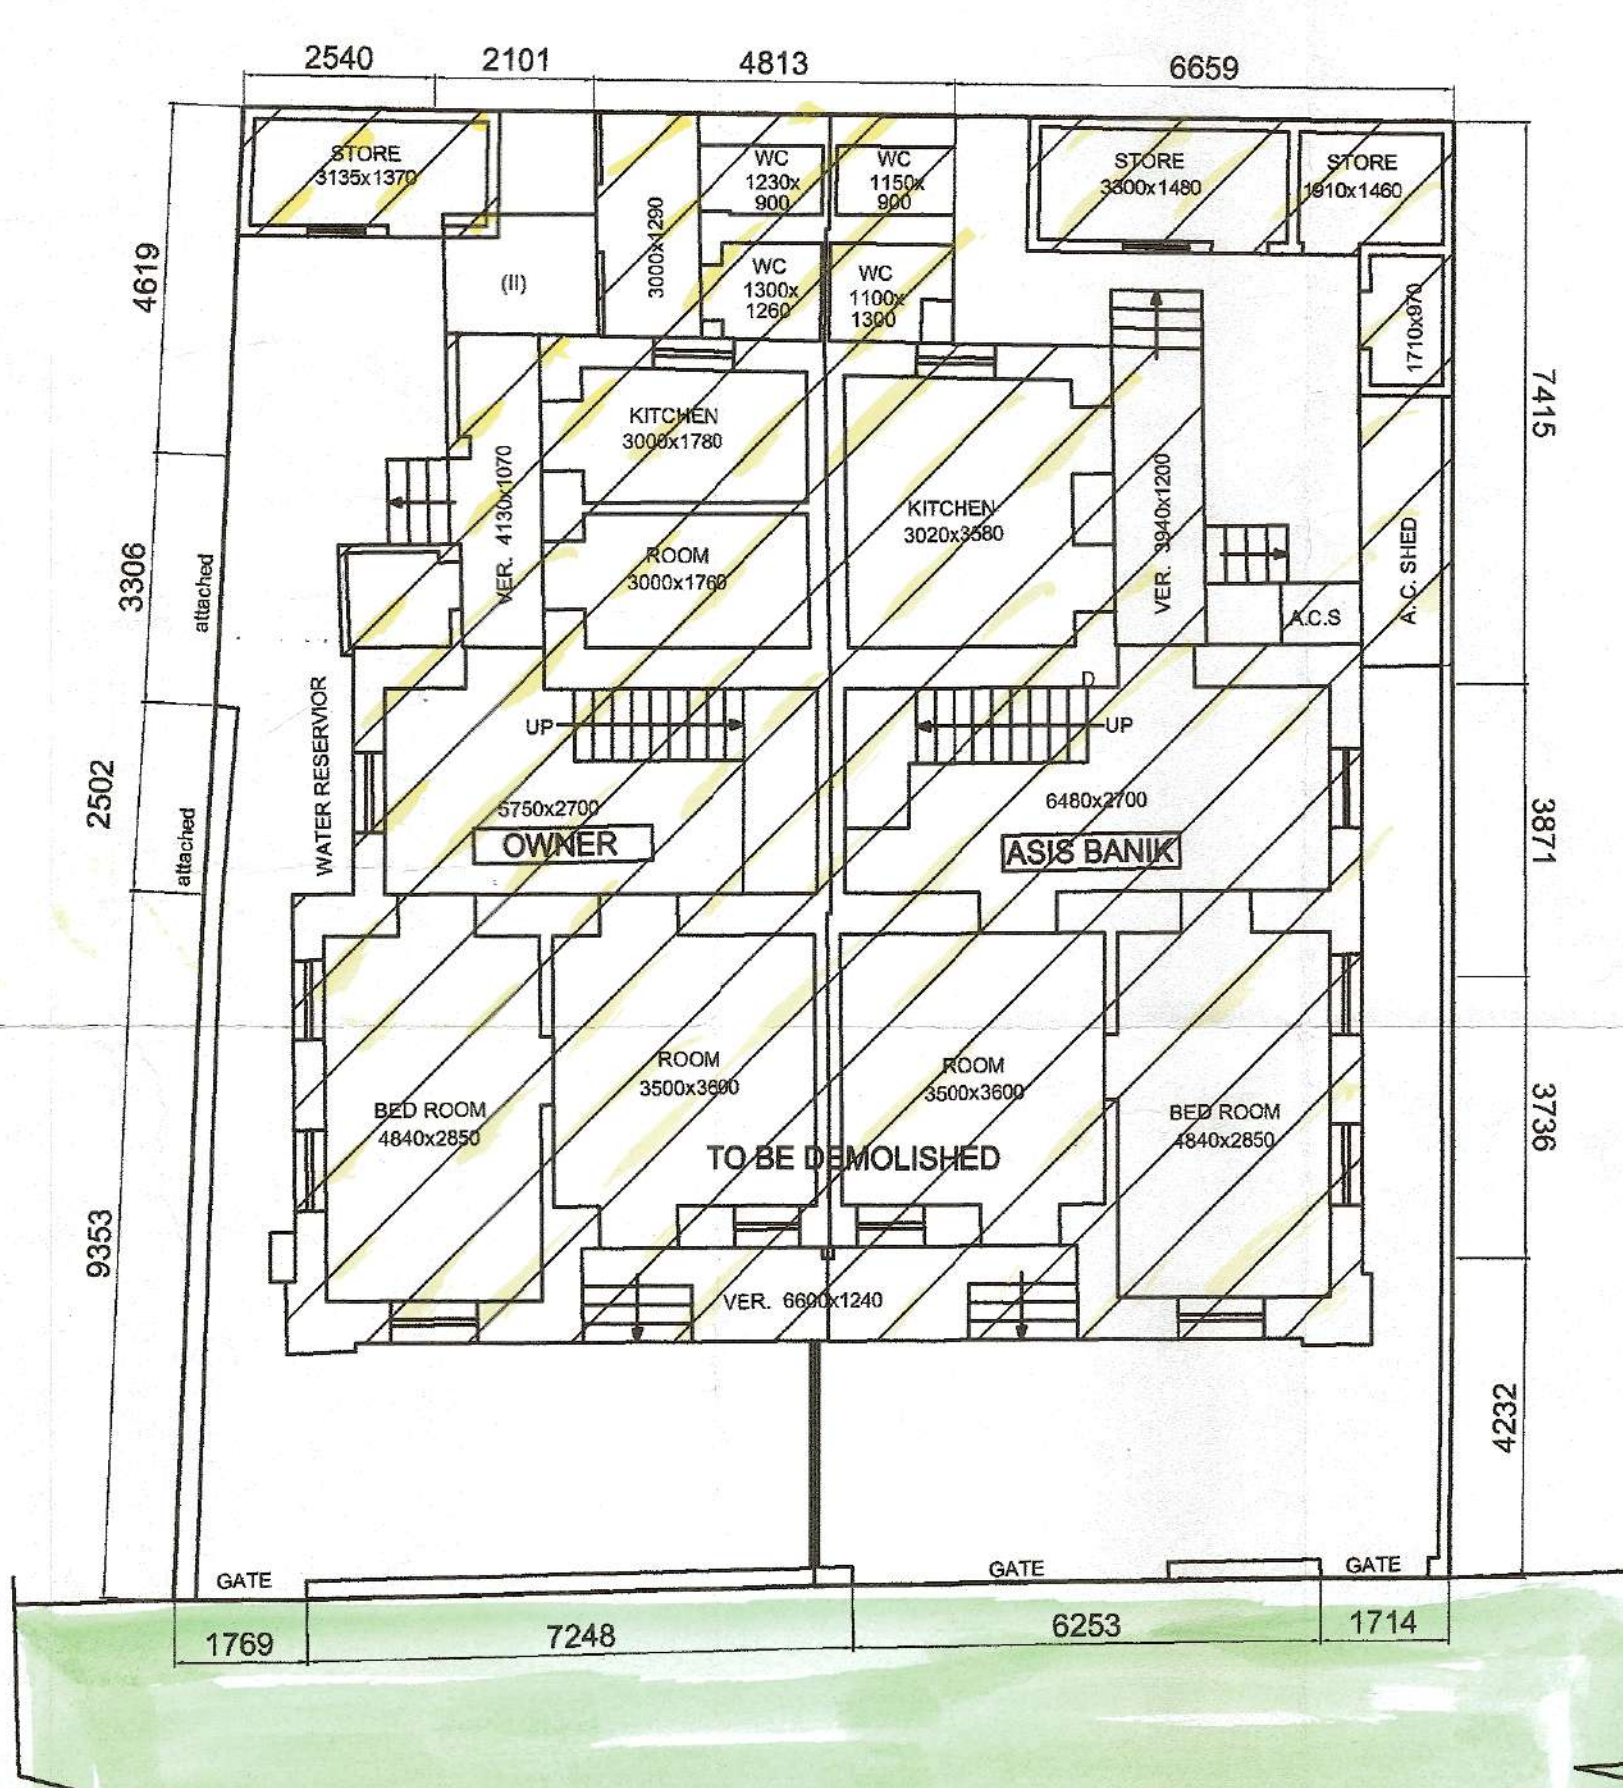 2540
2101
4813
6659
STORE
3135x1370
3000x1290
WC
1230x
900
WC
1150x
900
STORE
3300x1480
STORE
1910x1460
4619
(II)
WC
1300x
1260
WC
1100x
1300
1710x970
7415
KITCHEN
3000x1780
VER. 4130x1070
KITCHEN
3020x3580
VER. 3940x1200
3306
attached
ROOM
3000x1760
A.C.S
A.C. SHED
WATER RESERVIOR
D
UP
UP
2502
attached
5750x2700
OWNER
6480x2700
ASIS BANIK
3871
ROOM
3500x3600
ROOM
3500x3600
BED ROOM
4840x2850
BED ROOM
4840x2850
3736
TO BE DEMOLISHED
9353
VER. 6600x1240
4232
GATE
GATE
GATE
1769
7248
6253
1714